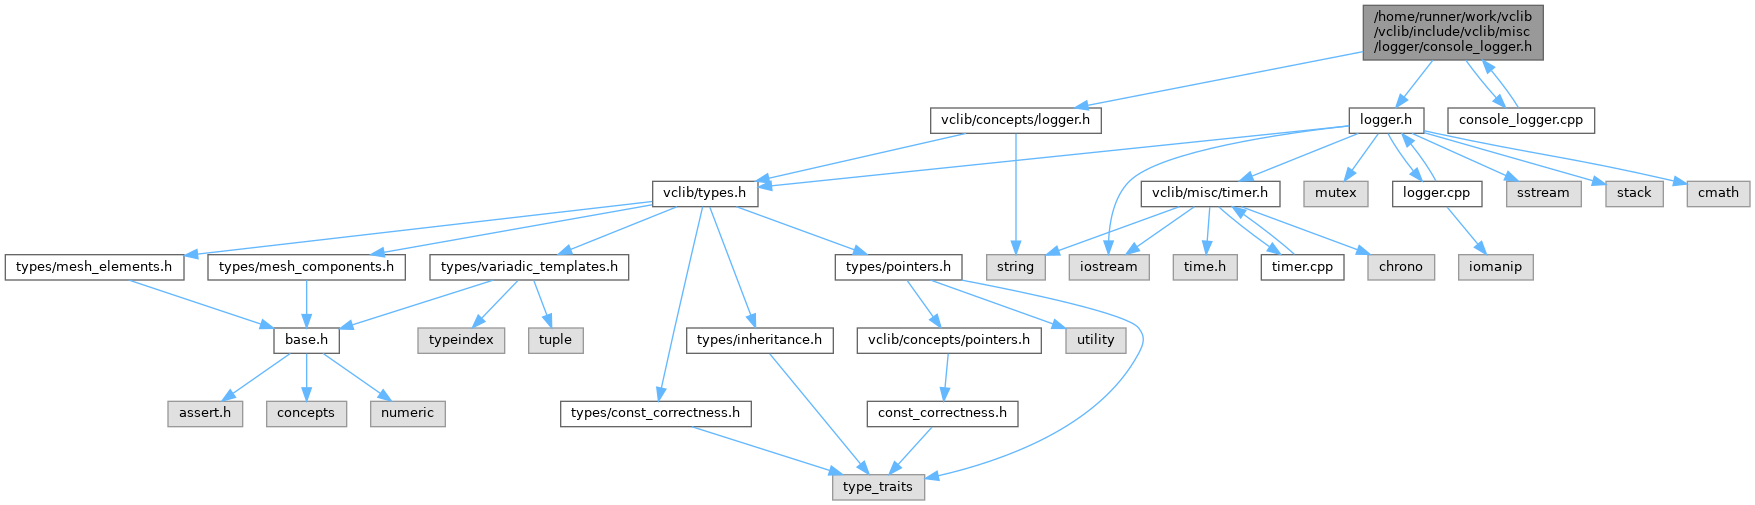 /home/runner/work/vclib
/vclib/include/vclib/misc
/logger/console_logger.h
vclib/concepts/logger.h
logger.h
console_logger.cpp
vclib/types.h
vclib/misc/timer.h
mutex
logger.cpp
sstream
stack
cmath
types/mesh_elements.h
types/mesh_components.h
types/variadic_templates.h
types/pointers.h
string
iostream
time.h
timer.cpp
chrono
iomanip
base.h
typeindex
tuple
types/inheritance.h
vclib/concepts/pointers.h
utility
assert.h
concepts
numeric
types/const_correctness.h
const_correctness.h
type_traits